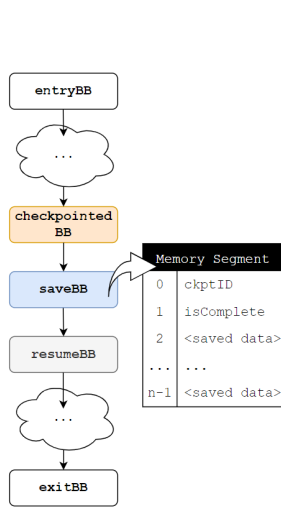 entryBB
...
checkpointed
BB
saveBB
resumeBB
...
exitBB
Memory Segment
0 ckptID
1 isComplete
2 <saved data>
... ...
n-1 <saved data>